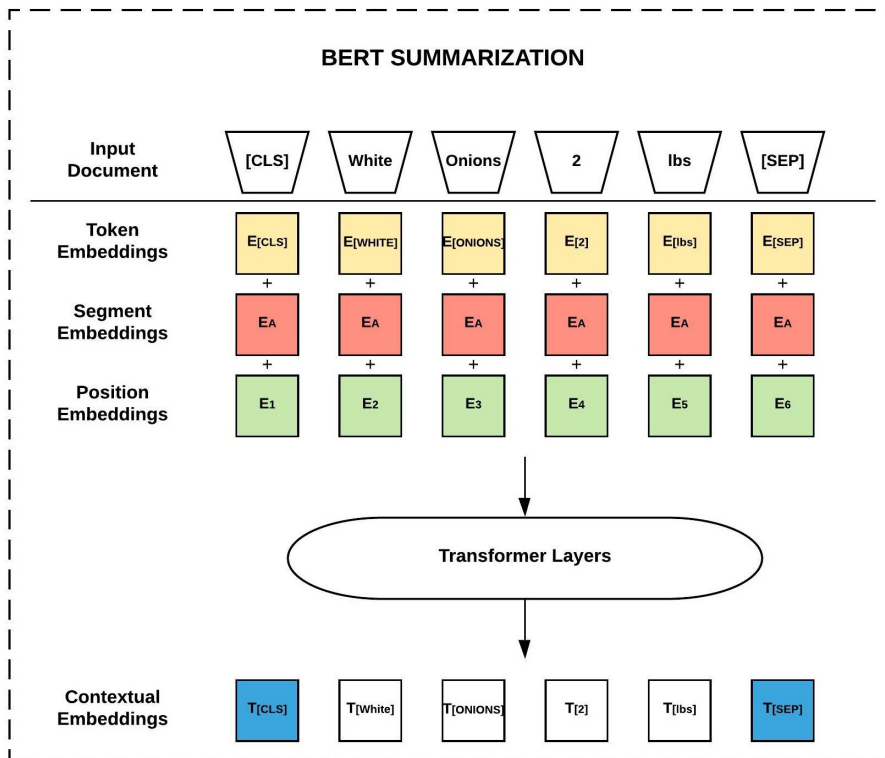 BERT SUMMARIZATION
Input
Document
[CLS] White Onions 2 lbs [SEP]
Token
Embeddings
E[CLS] E[WHITE] E[ONIONS] E[2] E[lbs] E[SEP]
+ + + + + +
Segment
Embeddings
EA EA EA EA EA EA
+ + + + + +
Position
Embeddings
E1 E2 E3 E4 E5 E6
Transformer Layers
Contextual
Embeddings
T[CLS] T[White] T[ONIONS] T[2] T[lbs] T[SEP]